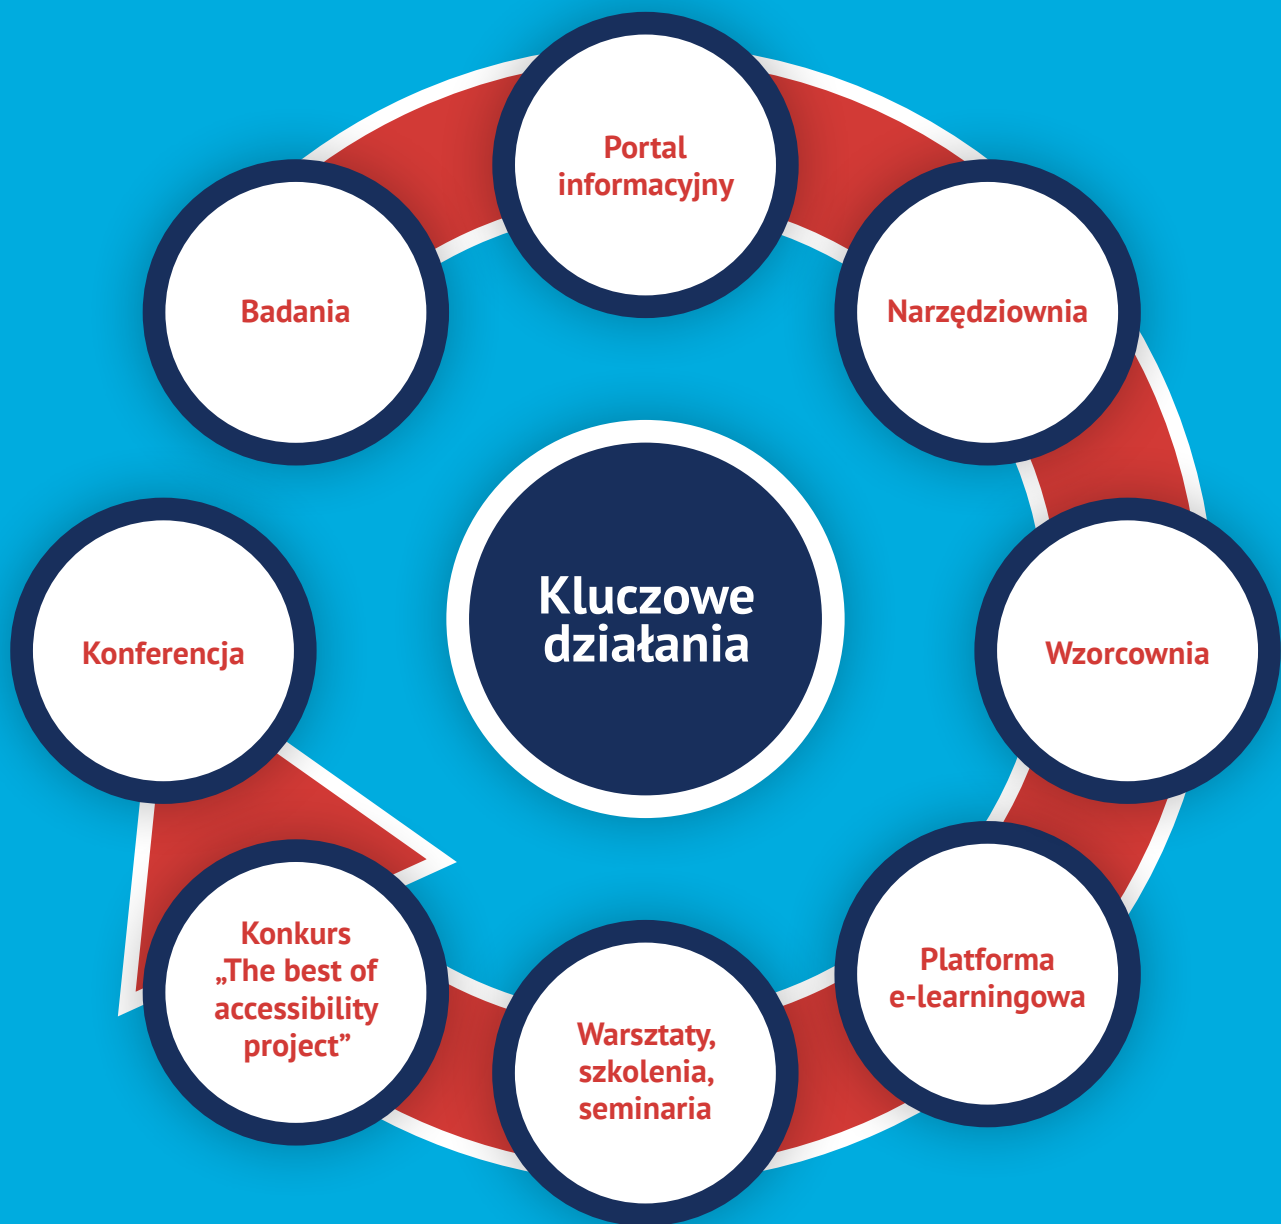 Portal
informacyjny
Badania
Narzędziownia
Kluczowe
działania
Konferencja
Wzorcownia
Konkurs
„The best of
accessibility
project”
Platforma
e-learningowa
Warsztaty,
szkolenia,
seminaria